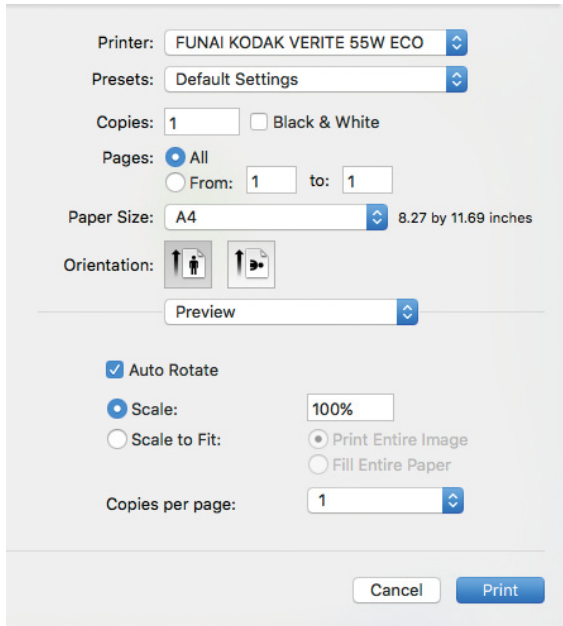 Printer: FUNAI KODAK VERITE 55W ECO
Presets: Default Settings
Copies: 1 Black & White
Pages: All
From: 1 to: 1
Paper Size: A4 8.27 by 11.69 inches
Orientation:
Preview
Auto Rotate
Scale: 100%
Scale to Fit: Print Entire Image
Fill Entire Paper
Copies per page: 1
Cancel Print